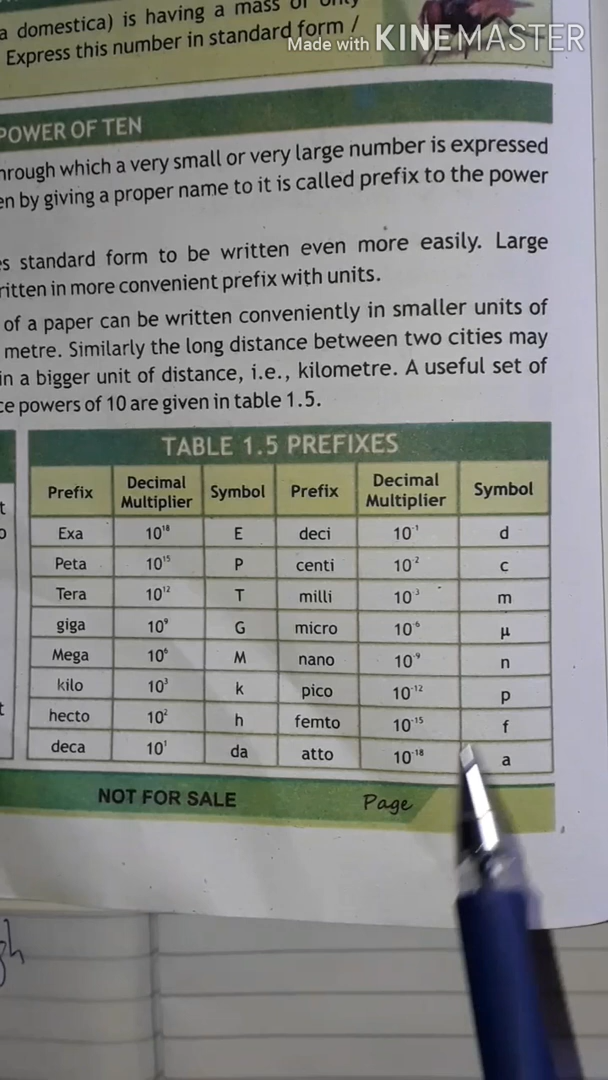 a domestica) is having a mass of only
Express this number in standard form /
Made with KINEMASTER
POWER OF TEN
through which a very small or very large number is expressed
en by giving a proper name to it is called prefix to the power
es standard form to be written even more easily. Large
ritten in more convenient prefix with units.
of a paper can be written conveniently in smaller units of
metre. Similarly the long distance between two cities may
in a bigger unit of distance, i.e., kilometre. A useful set of
ce powers of 10 are given in table 1.5.
TABLE 1.5 PREFIXES
Prefix Decimal Multiplier Symbol Prefix Decimal Multiplier Symbol
Exa 10¹⁸ E deci 10⁻¹ d
Peta 10¹⁵ P centi 10⁻² c
Tera 10¹² T milli 10⁻³ m
giga 10⁹ G micro 10⁻⁶ µ
Mega 10⁶ M nano 10⁻⁹ n
kilo 10³ k pico 10⁻¹² p
hecto 10² h femto 10⁻¹⁵ f
deca 10¹ da atto 10⁻¹⁸ a
NOT FOR SALE Page